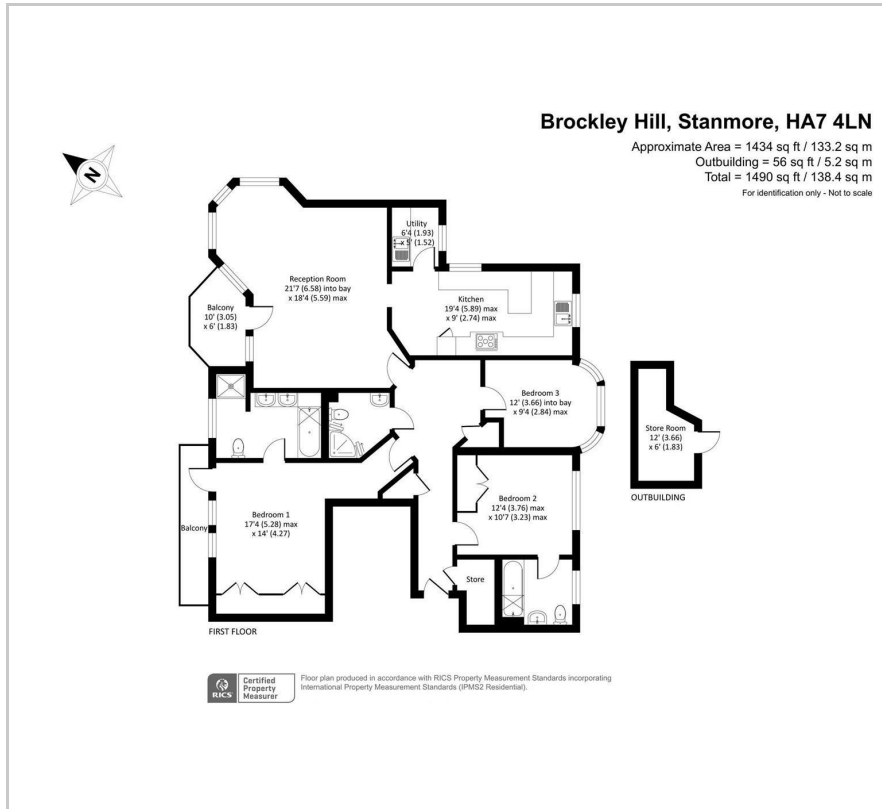 Brockley Hill, Stanmore, HA7 4LN
Approximate Area = 1434 sq ft / 133.2 sq m
Outbuilding = 56 sq ft / 5.2 sq m
Total = 1490 sq ft / 138.4 sq m
For identification only - Not to scale
N
Utility
6'4 (1.93)
x 5' (1.52)
Reception Room
21'7 (6.58) into bay
x 18'4 (5.59) max
Kitchen
19'4 (5.89) max
x 9' (2.74) max
Balcony
10' (3.05)
x 6' (1.83)
Bedroom 3
12' (3.66) into bay
x 9'4 (2.84) max
Store Room
12' (3.66)
x 6' (1.83)
OUTBUILDING
Bedroom 2
12'4 (3.76) max
x 10'7 (3.23) max
Bedroom 1
17'4 (5.28) max
x 14' (4.27)
Balcony
Store
FIRST FLOOR
RICS
Certified
Property
Measurer
Floor plan produced in accordance with RICS Property Measurement Standards incorporating
International Property Measurement Standards (IPMS2 Residential).